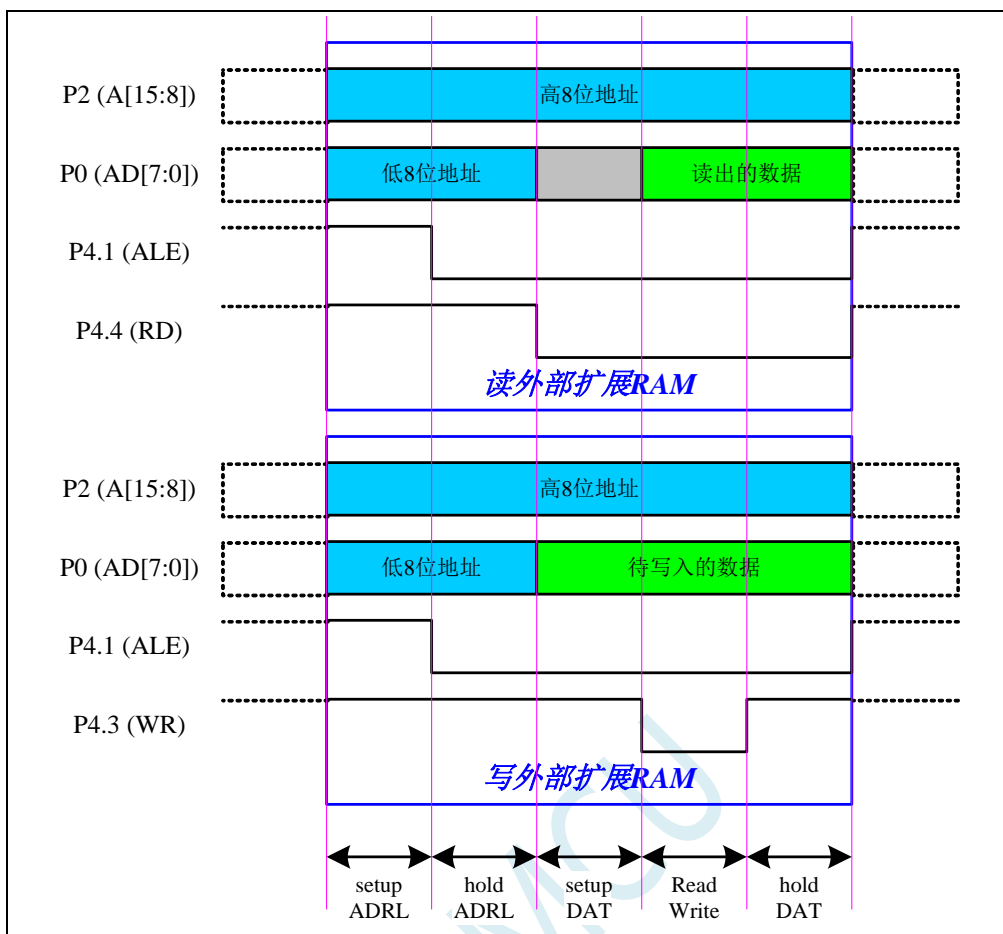 P2 (A[15:8])
高8位地址
P0 (AD[7:0])
低8位地址
读出的数据
P4.1 (ALE)
P4.4 (RD)
读外部扩展RAM
P2 (A[15:8])
高8位地址
P0 (AD[7:0])
低8位地址
待写入的数据
P4.1 (ALE)
P4.3 (WR)
写外部扩展RAM
setup
ADRL
hold
ADRL
setup
DAT
Read
Write
hold
DAT
MCU